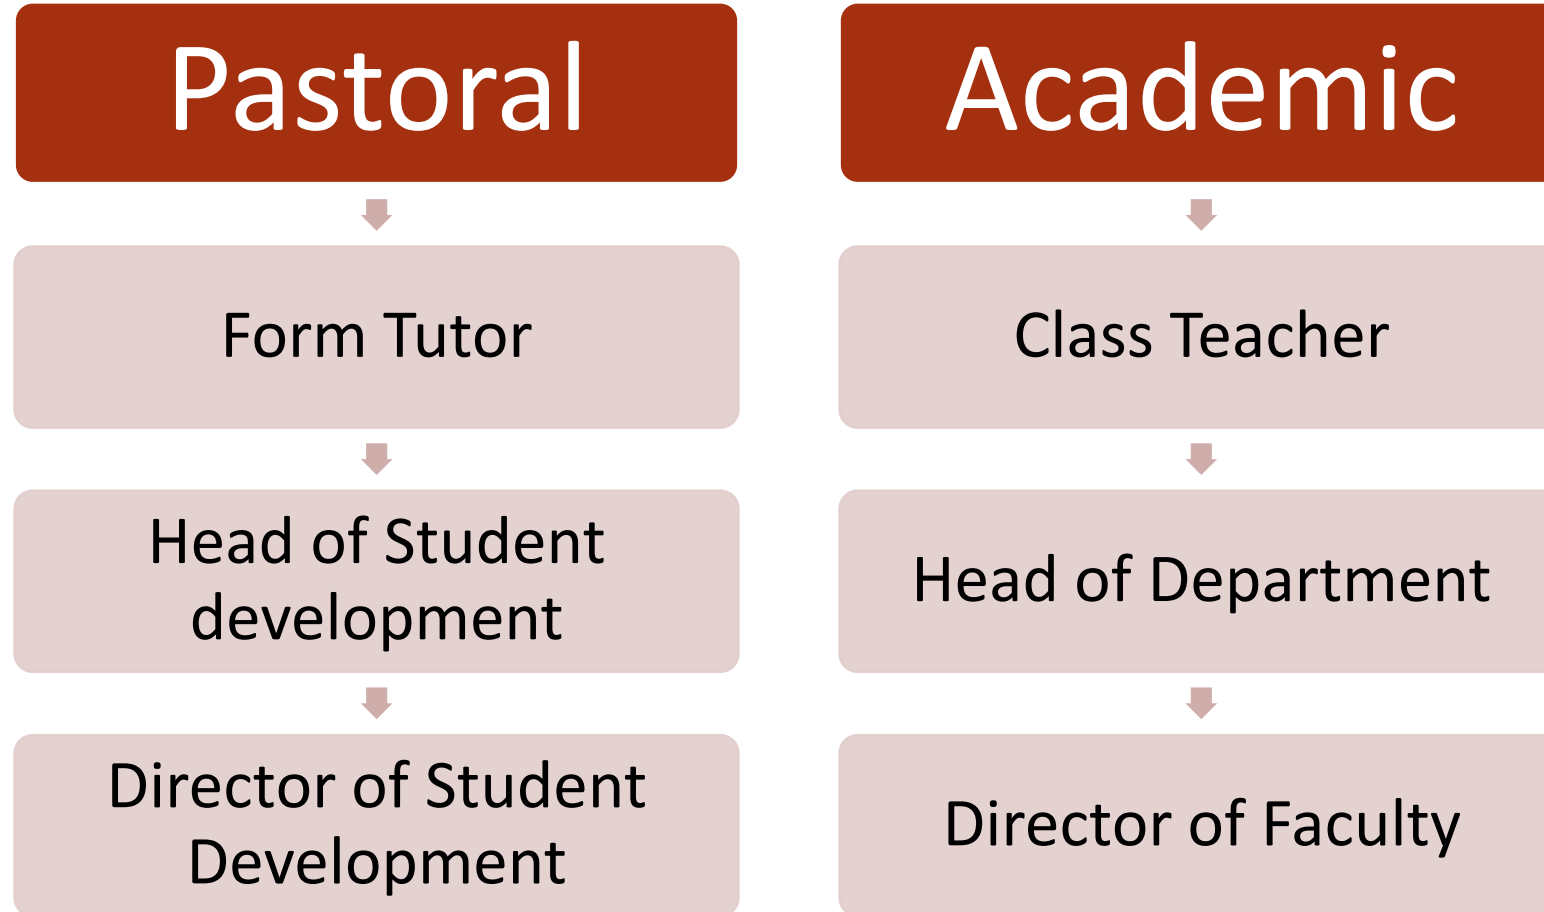 Pastoral
Form Tutor
Head of Student
development
Director of Student
Development
Academic
Class Teacher
Head of Department
Director of Faculty